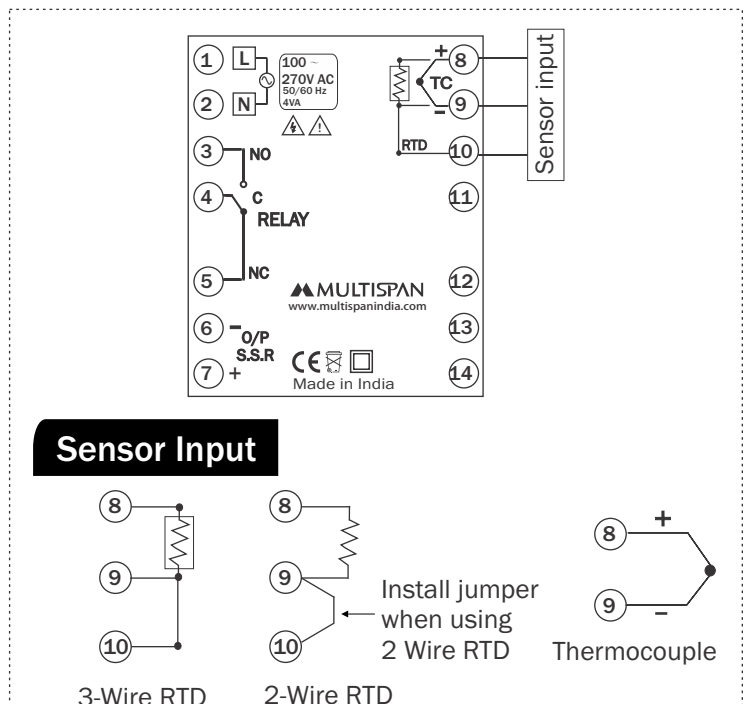 1 L 100 ~ + 8
270V AC
50/60 Hz
4VA
TC
2 N - 9
3 NO RTD 10
4 C 11
RELAY
5 NC 12
MULTISPAN
www.multispanindia.com
6 - O/P 13
S.S.R
7 + CE 14
Made in India
Sensor input
Sensor Input
8
9
10
3-Wire RTD
8
9
10
Install jumper
when using
2 Wire RTD
2-Wire RTD
8 +
9 -
Thermocouple